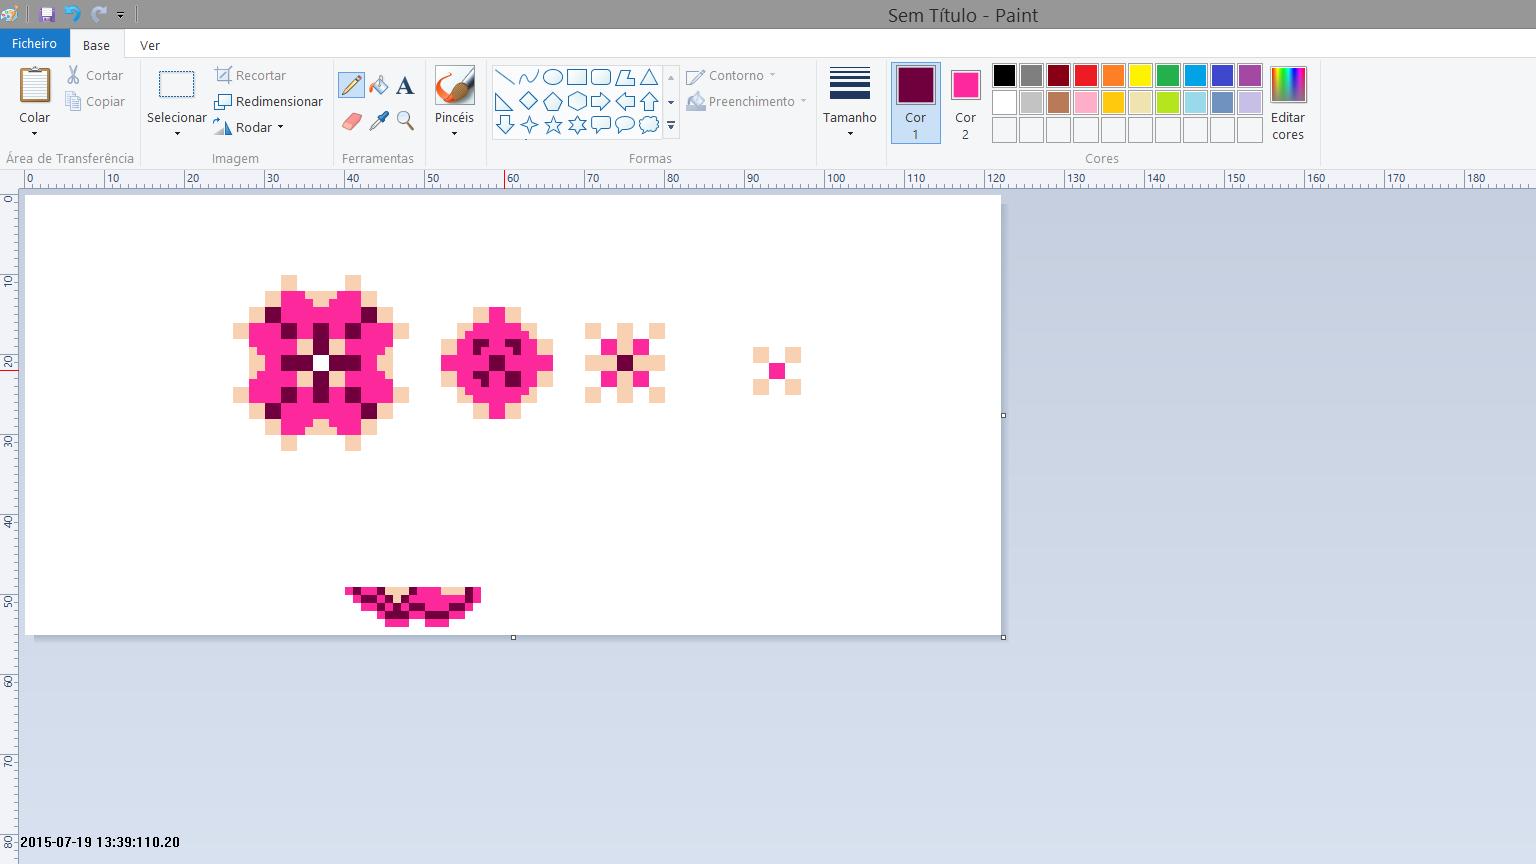 Sem Título - Paint
Ficheiro Base Ver
Colar
Cortar
Copiar
Área de Transferência
Selecionar
Recortar
Redimensionar
Rodar
Imagem
A
Ferramentas
Pincéis
Contorno
Preenchimento
Formas
Tamanho
Cor
1
Cor
2
Editar
cores
Cores
0 10 20 30 40 50 60 70 80 90 100 110 120 130 140 150 160 170 180
0
10
20
30
40
50
60
70
80
2015-07-19 13:39:110.20